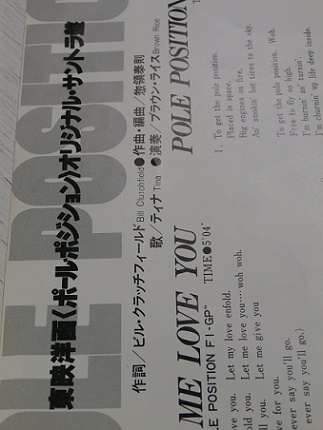 POLE POSITION
東映洋画〈ポール・ポジション〉オリジナル・サントラ盤
作詞/ビル・クラッチフィールド Bill Clutchfield ●作曲・編曲/惣領泰則
歌/ティナ Tina ●演奏/ブラウン・ライス Brown Rice
ME LOVE YOU
TIME●5'04"
LE POSITION F1・GP"
ove you. Let my love enfold.
old you. Let me love you‥‥woh woh.
ll you. Let me give you
ve for you.
ever say you'll go.
ever say you'll go.)
POLE POSITION
1. To get the pole position.
Placed in space.
Big engines on fire.
An' smokin' hot tires to the sky.
To get the pole position. Woh.
Free to fly so high.
I'm burnin' an' turnin'.
I'm churnin' up life deep inside.